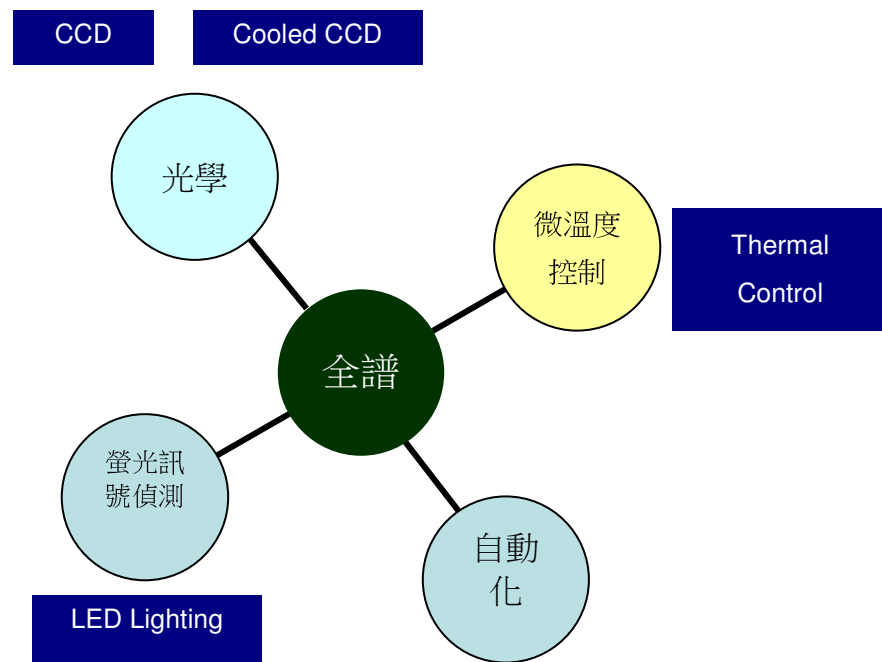 CCD
Cooled CCD
光學
微溫度
控制
Thermal
Control
全譜
螢光訊
號偵測
自動
化
LED Lighting